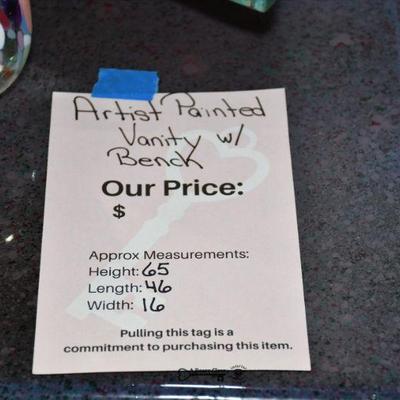 Artist Painted
Vanity w/
Bench
Our Price:
$
Approx Measurements:
Height: 65
Length: 46
Width: 16
Pulling this tag is a
commitment to purchasing this item.